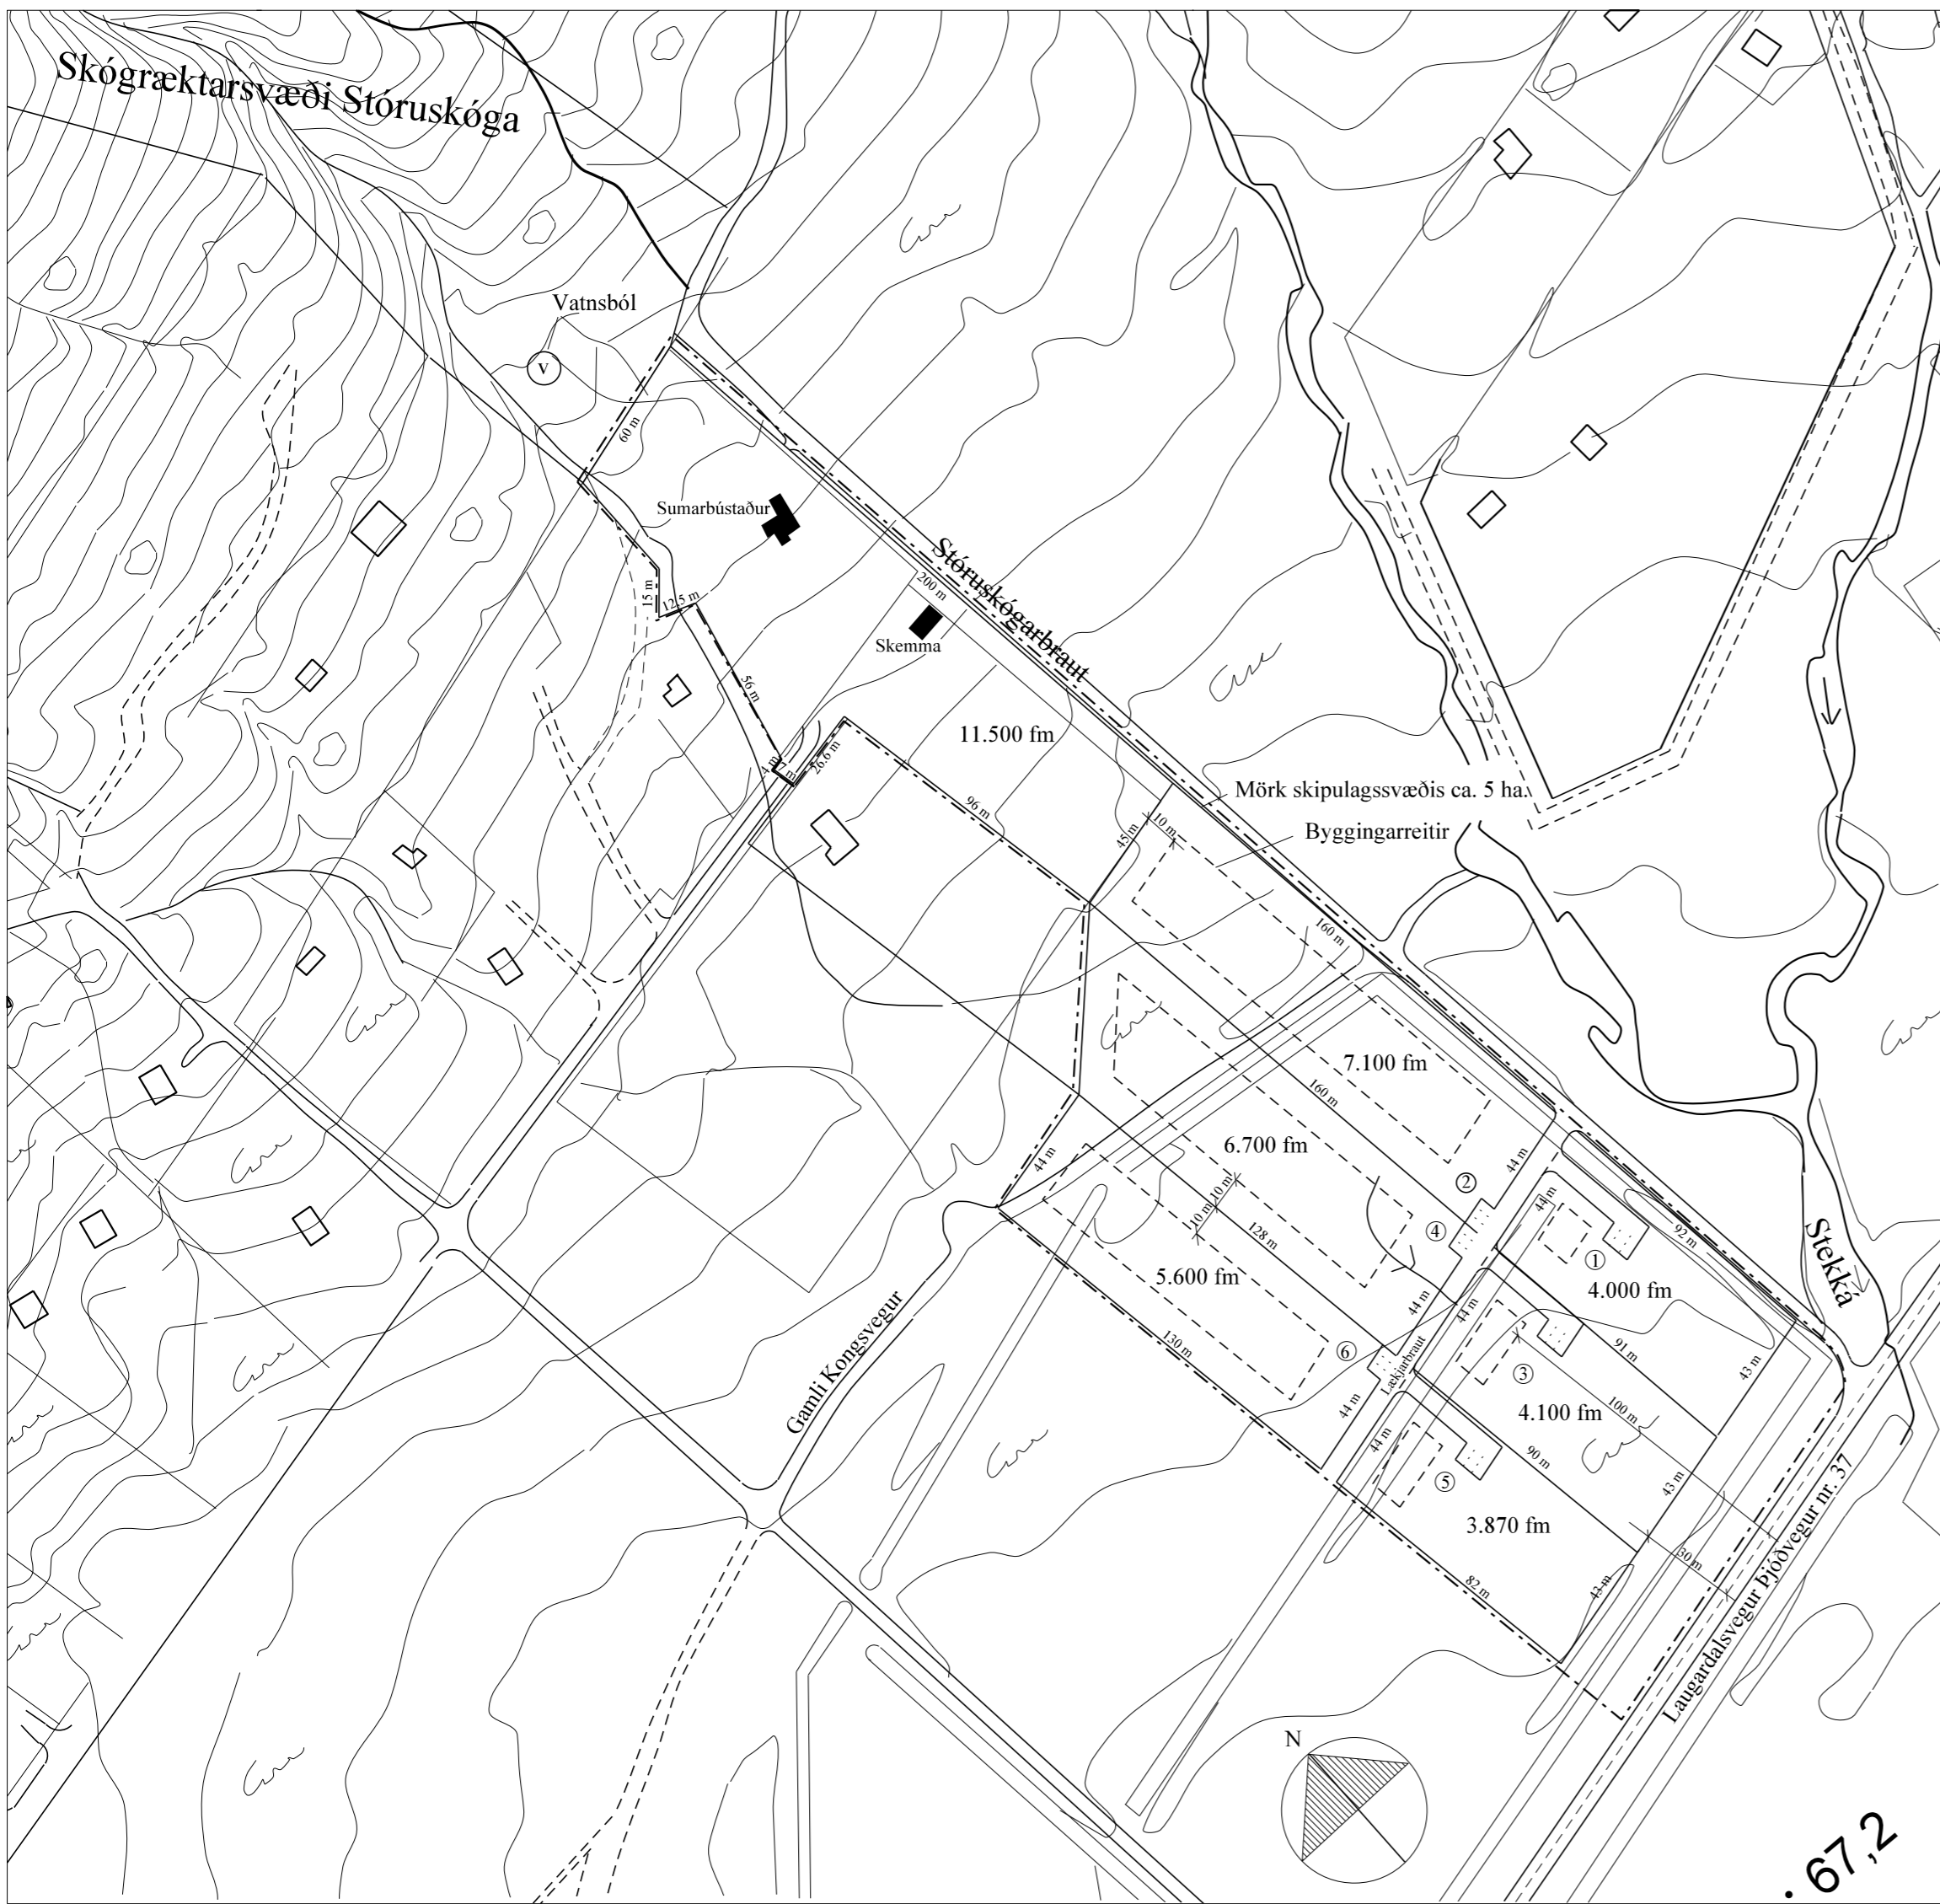 Skógræktarsvæði Stóruskóga
Vatnsból
V
60 m
Sumarbústaður
Stóruskógarbraut
200 m
15 m
12,5 m
Skemma
56 m
11.500 fm
4 m
7 m
26.6 m
Mörk skipulagssvæðis ca. 5 ha.
96 m
10 m
45 m
Byggingarreitir
160 m
7.100 fm
160 m
6.700 fm
44 m
44 m
2
44 m
10 m
10 m
4
128 m
92 m
1
Stekká
5.600 fm
4.000 fm
44 m
44 m
Gamli Kongsvegur
130 m
6
Lækjarbraut
91 m
43 m
3
100 m
4.100 fm
44 m
44 m
90 m
5
43 m
3.870 fm
30 m
82 m
43 m
Laugardalsvegur Þjóðvegur nr. 37
N
. 67,2